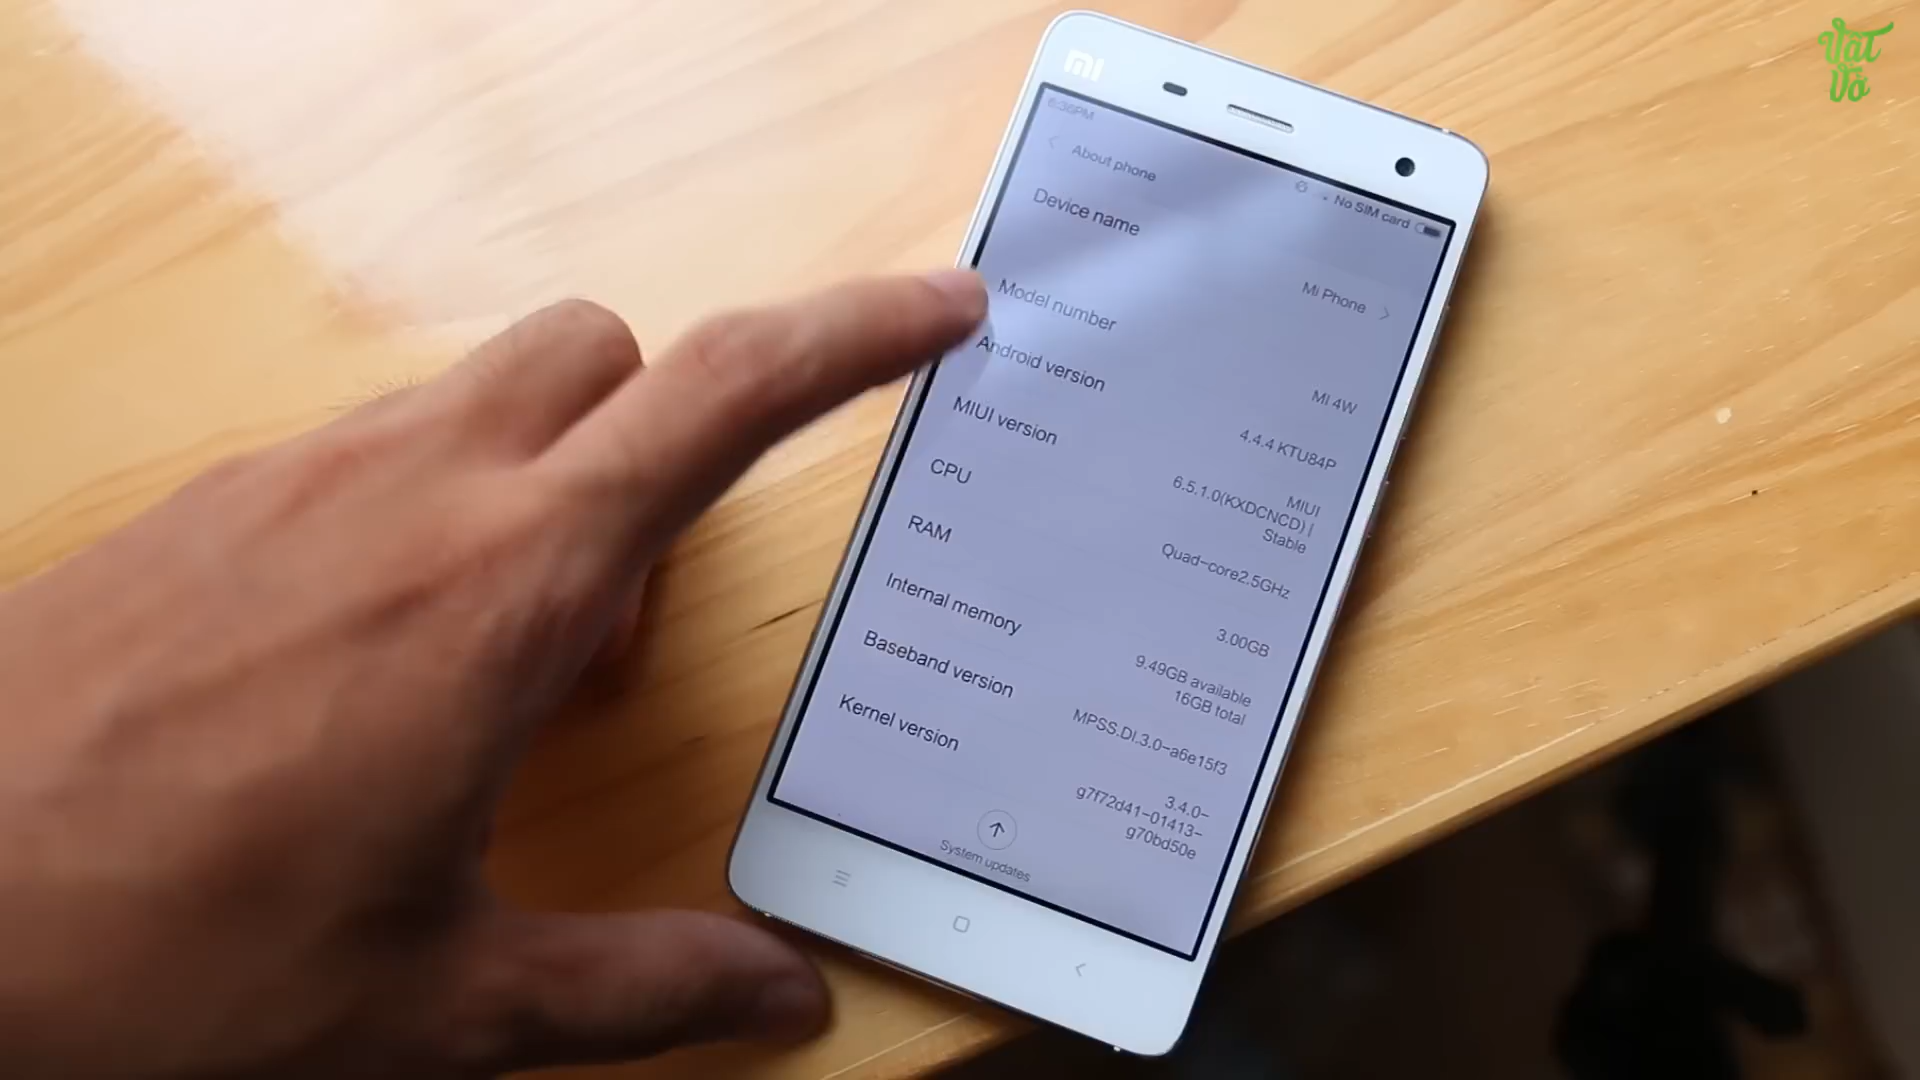 Vật
Vờ
mi
6:36PM
No SIM card
About phone
Device name
Mi Phone
Model number
MI 4W
Android version
4.4.4 KTU84P
MIUI version
MIUI
6.5.1.0(KXDCNCD) |
Stable
CPU
Quad-core2.5GHz
RAM
3.00GB
Internal memory
9.49GB available
16GB total
Baseband version
MPSS.DI.3.0-a6e15f3
Kernel version
3.4.0-
g7f72d41-01413-
g70bd50e
System updates